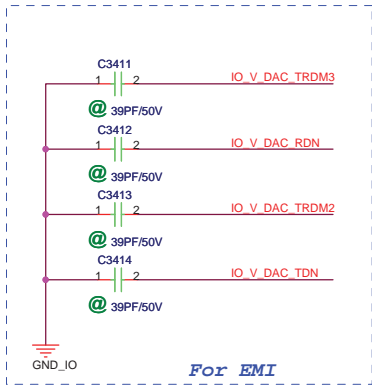 C3411
1 2 IO_V_DAC_TRDM3
@ 39PF/50V
C3412
1 2 IO_V_DAC_RDN
@ 39PF/50V
C3413
1 2 IO_V_DAC_TRDM2
@ 39PF/50V
C3414
1 2 IO_V_DAC_TDN
@ 39PF/50V
GND_IO
For EMI